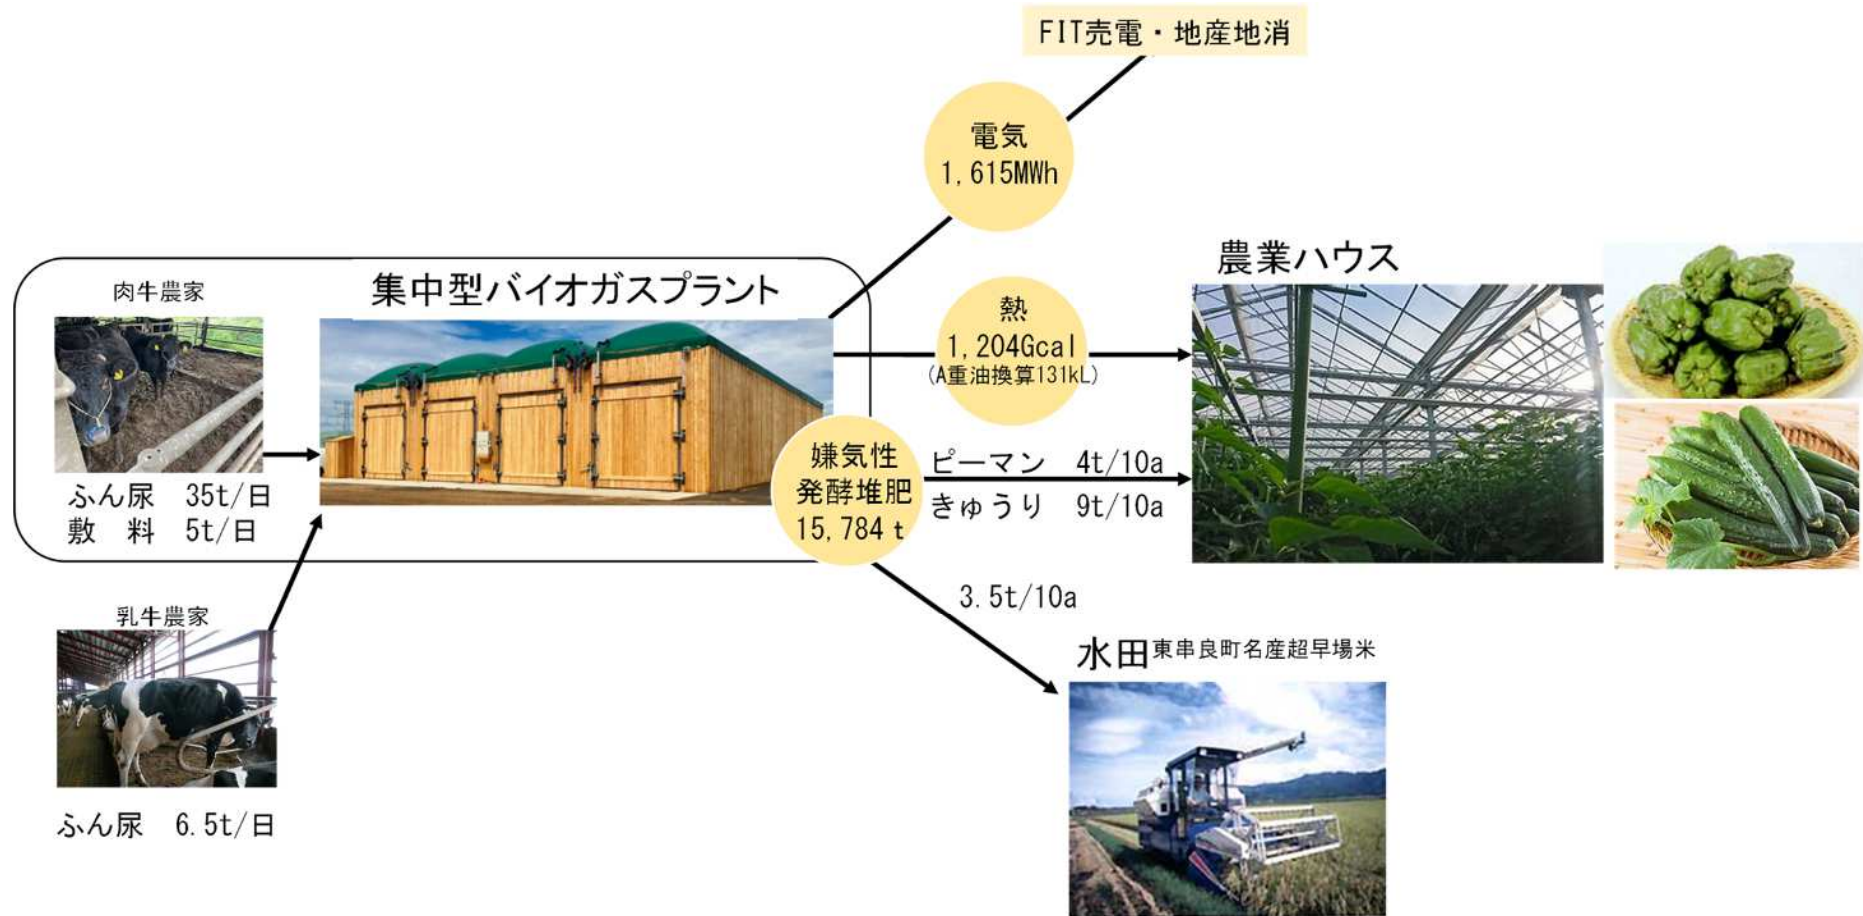 FIT売電・地産地消
電気
1,615MWh
農業ハウス
集中型バイオガスプラント
肉牛農家
熱
1,204Gcal
(A重油換算131kL)
嫌気性
発酵堆肥
15,784 t
ピーマン 4t/10a
きゅうり 9t/10a
ふん尿 35t/日
敷 料 5t/日
3.5t/10a
乳牛農家
水田 東串良町名産超早場米
ふん尿 6.5t/日